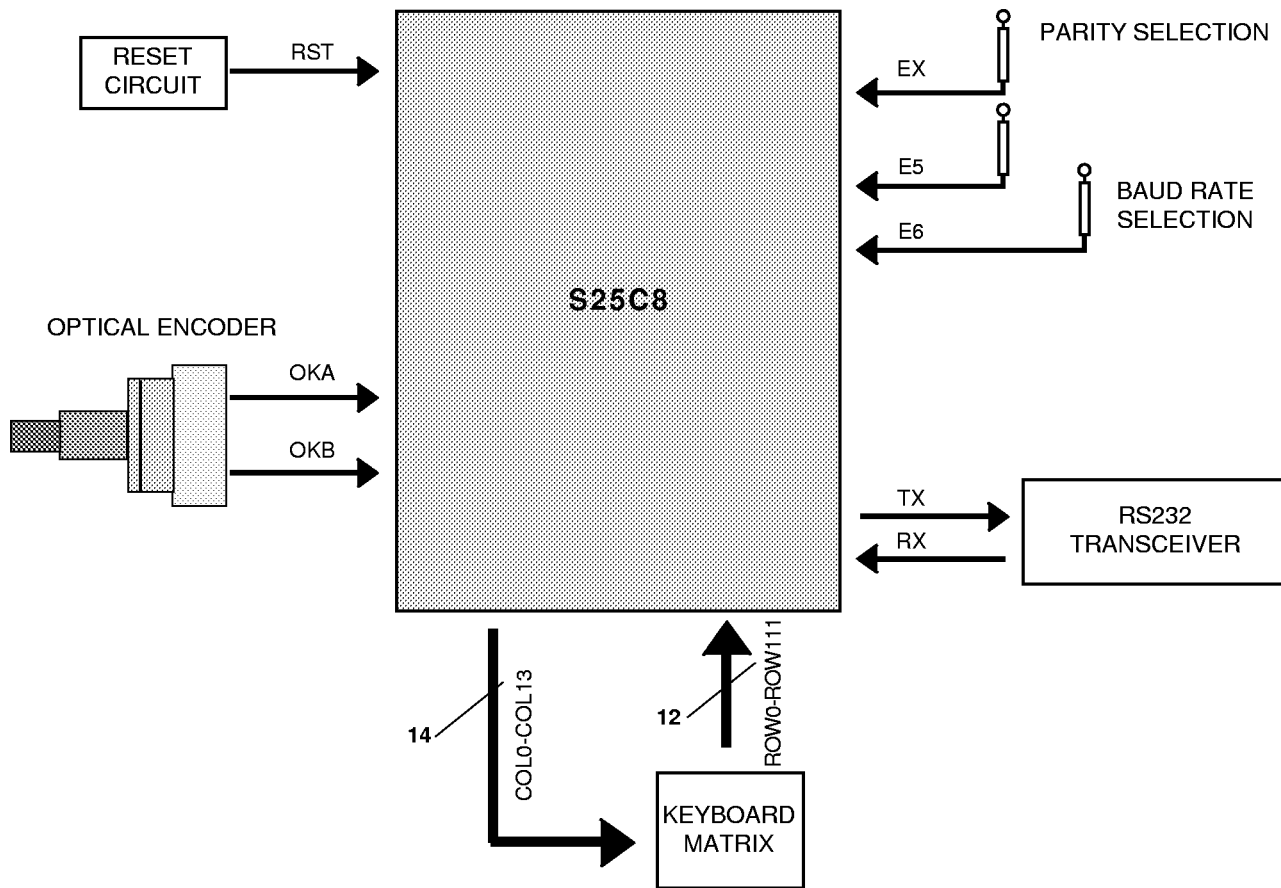 RESET
CIRCUIT
RST
PARITY SELECTION
EX
E5
BAUD RATE
SELECTION
E6
S25C8
OPTICAL ENCODER
OKA
OKB
TX
RX
RS232
TRANSCEIVER
14
COL0-COL13
12
ROW0-ROW111
KEYBOARD
MATRIX